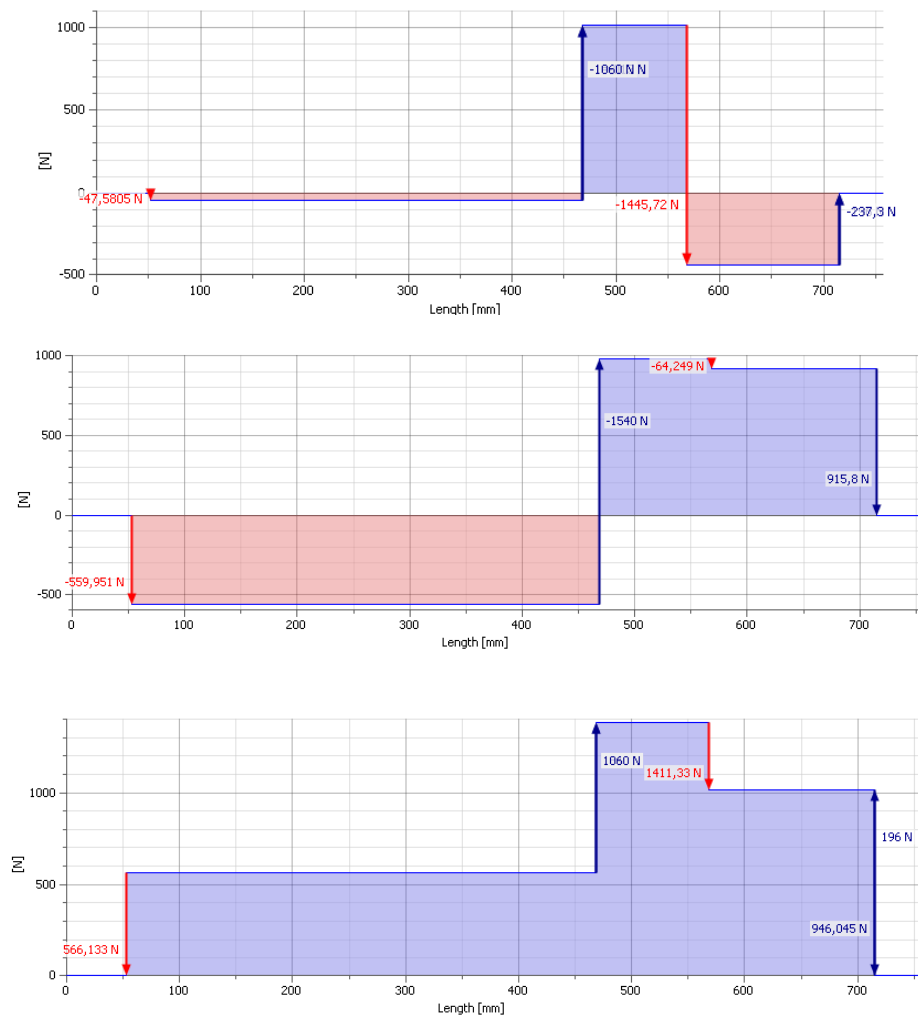 1000
-1060 N N
500
[N]
0
-47,5805 N
-1445,72 N
-237,3 N
-500
0 100 200 300 400 500 600 700
Length [mm]
1000
-64,249 N
500
-1540 N
915,8 N
[N]
0
-559,951 N
-500
0 100 200 300 400 500 600 700
Length [mm]
1060 N
1411,33 N
1000
196 N
[N]
500
946,045 N
566,133 N
0
0 100 200 300 400 500 600 700
Length [mm]